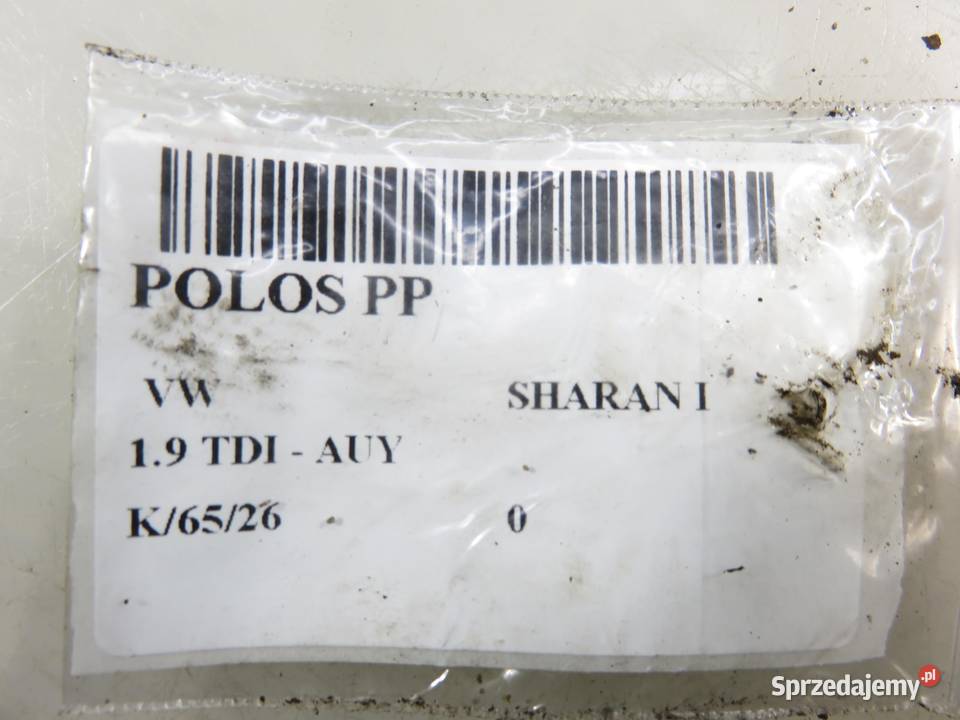 POLOS PP
VW SHARAN I
1.9 TDI - AUY
K/65/26 0
Sprzedajemy.pl